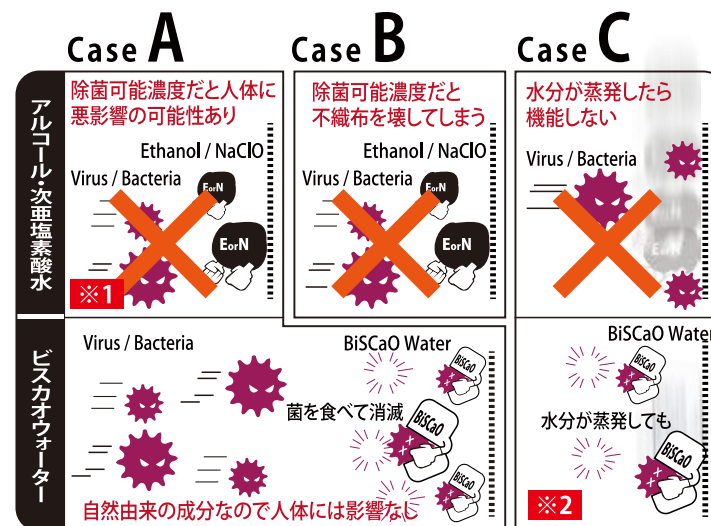 Case A
Case B
Case C
アルコール・次亜塩素酸水
除菌可能濃度だと人体に
悪影響の可能性あり
Ethanol / NaClO
Virus / Bacteria
EorN
EorN
※1
除菌可能濃度だと
不織布を壊してしまう
Ethanol / NaClO
Virus / Bacteria
EorN
EorN
水分が蒸発したら
機能しない
Virus / Bacteria
EorN
ビスカオウォーター
Virus / Bacteria
BiSCaO Water
BiSCaO
菌を食べて消滅
BiSCaO
BiSCaO
自然由来の成分なので人体には影響なし
BiSCaO Water
BiSCaO
水分が蒸発しても
BiSCaO
※2